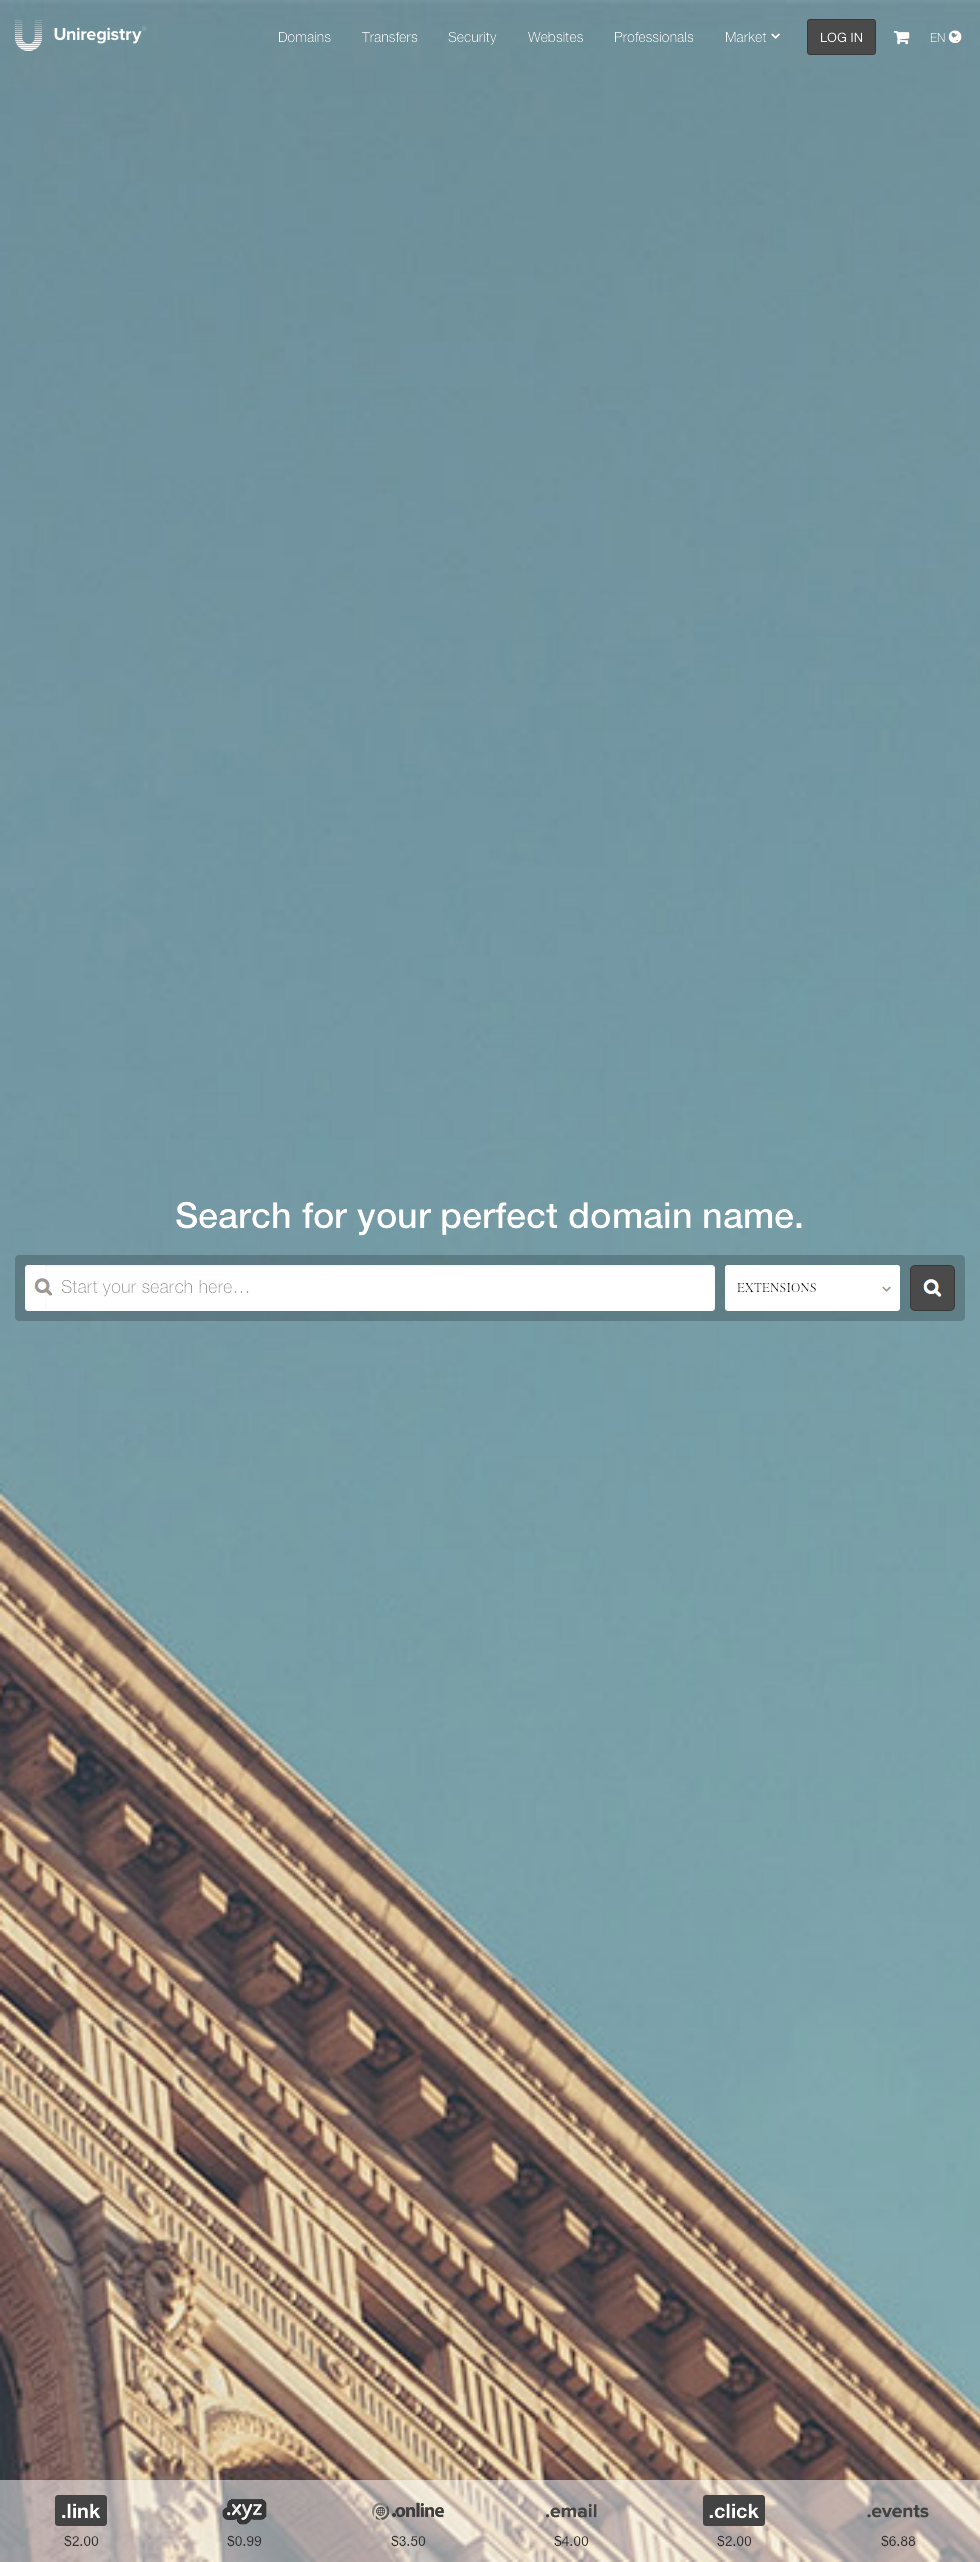 Uniregistry
Domains Transfers Security Websites Professionals Market LOG IN EN
Search for your perfect domain name.
Start your search here... EXTENSIONS
.link .xyz .online .email .click .events
$2.00 $0.99 $3.50 $4.00 $2.00 $6.88